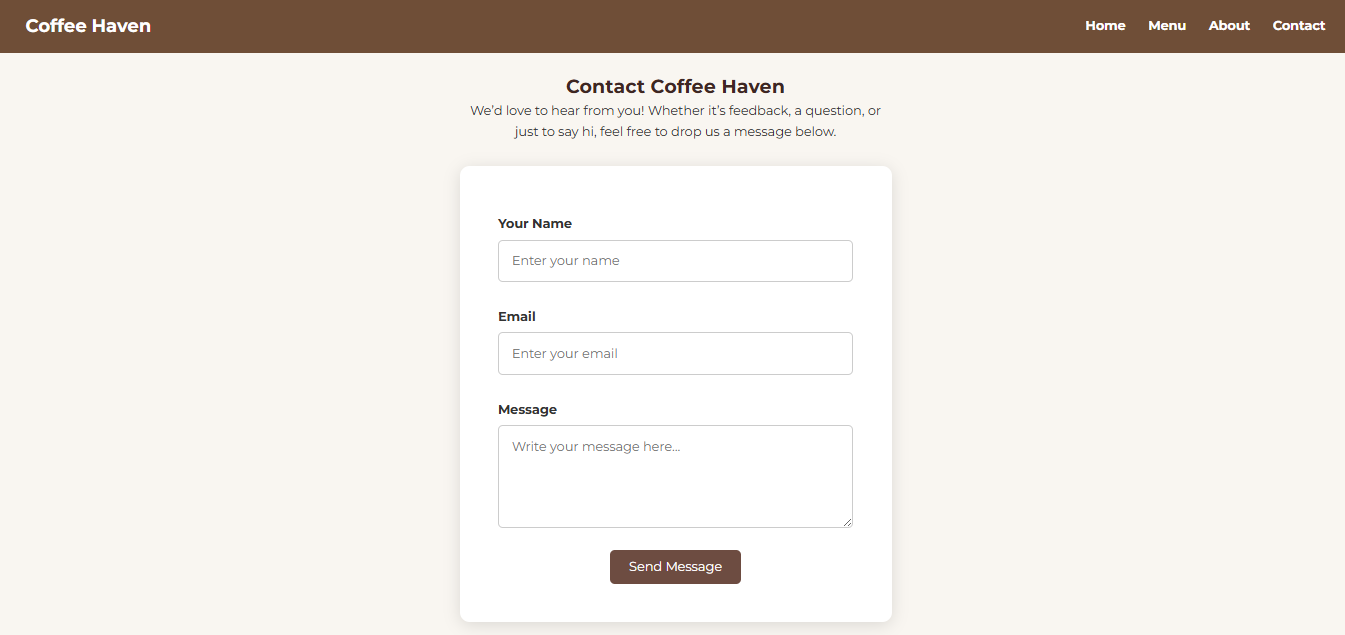 Coffee Haven
Home Menu About Contact
Contact Coffee Haven
We’d love to hear from you! Whether it’s feedback, a question, or
just to say hi, feel free to drop us a message below.
Your Name
Enter your name
Email
Enter your email
Message
Write your message here...
Send Message